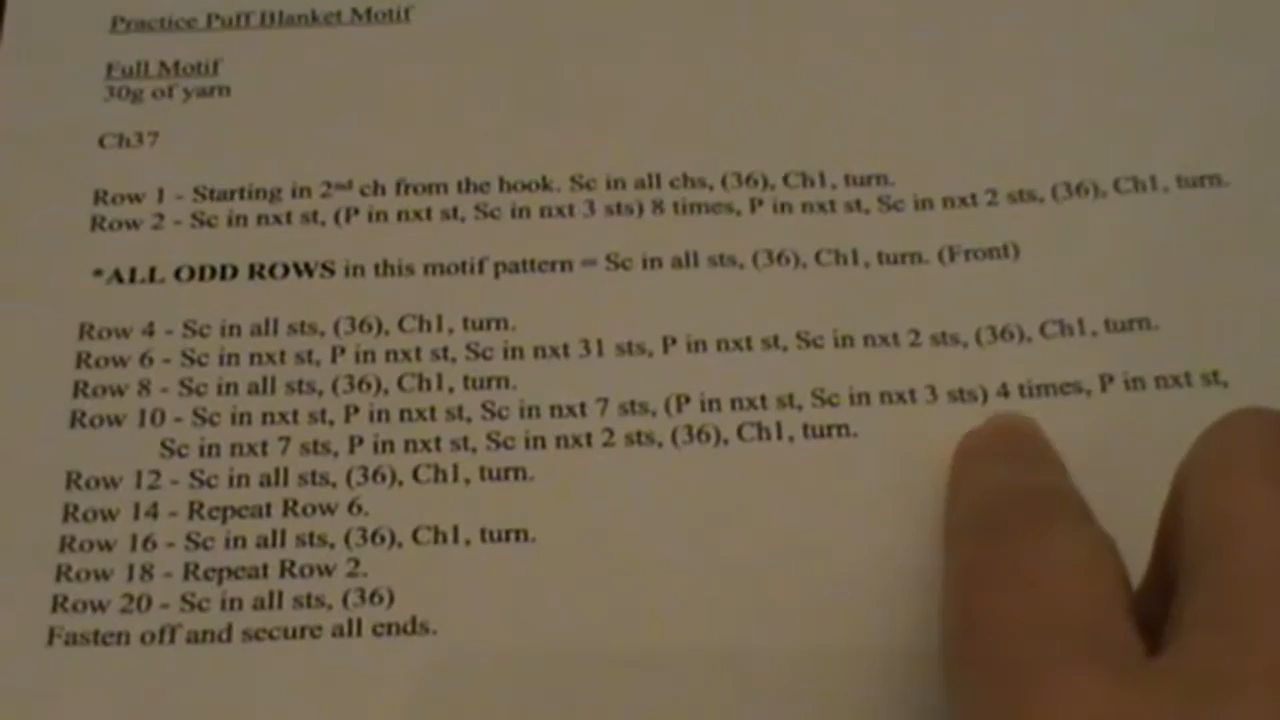 Practice Puff Blanket Motif
Full Motif
30g of yarn
Ch37
Row 1 - Starting in 2nd ch from the hook. Sc in all chs, (36), Ch1, turn.
Row 2 - Sc in nxt st, (P in nxt st, Sc in nxt 3 sts) 8 times, P in nxt st, Sc in nxt 2 sts, (36), Ch1, turn.
*ALL ODD ROWS in this motif pattern = Sc in all sts, (36), Ch1, turn. (Front)
Row 4 - Sc in all sts, (36), Ch1, turn.
Row 6 - Sc in nxt st, P in nxt st, Sc in nxt 31 sts, P in nxt st, Sc in nxt 2 sts, (36), Ch1, turn.
Row 8 - Sc in all sts, (36), Ch1, turn.
Row 10 - Sc in nxt st, P in nxt st, Sc in nxt 7 sts, (P in nxt st, Sc in nxt 3 sts) 4 times, P in nxt st,
Sc in nxt 7 sts, P in nxt st, Sc in nxt 2 sts, (36), Ch1, turn.
Row 12 - Sc in all sts, (36), Ch1, turn.
Row 14 - Repeat Row 6.
Row 16 - Sc in all sts, (36), Ch1, turn.
Row 18 - Repeat Row 2.
Row 20 - Sc in all sts, (36)
Fasten off and secure all ends.